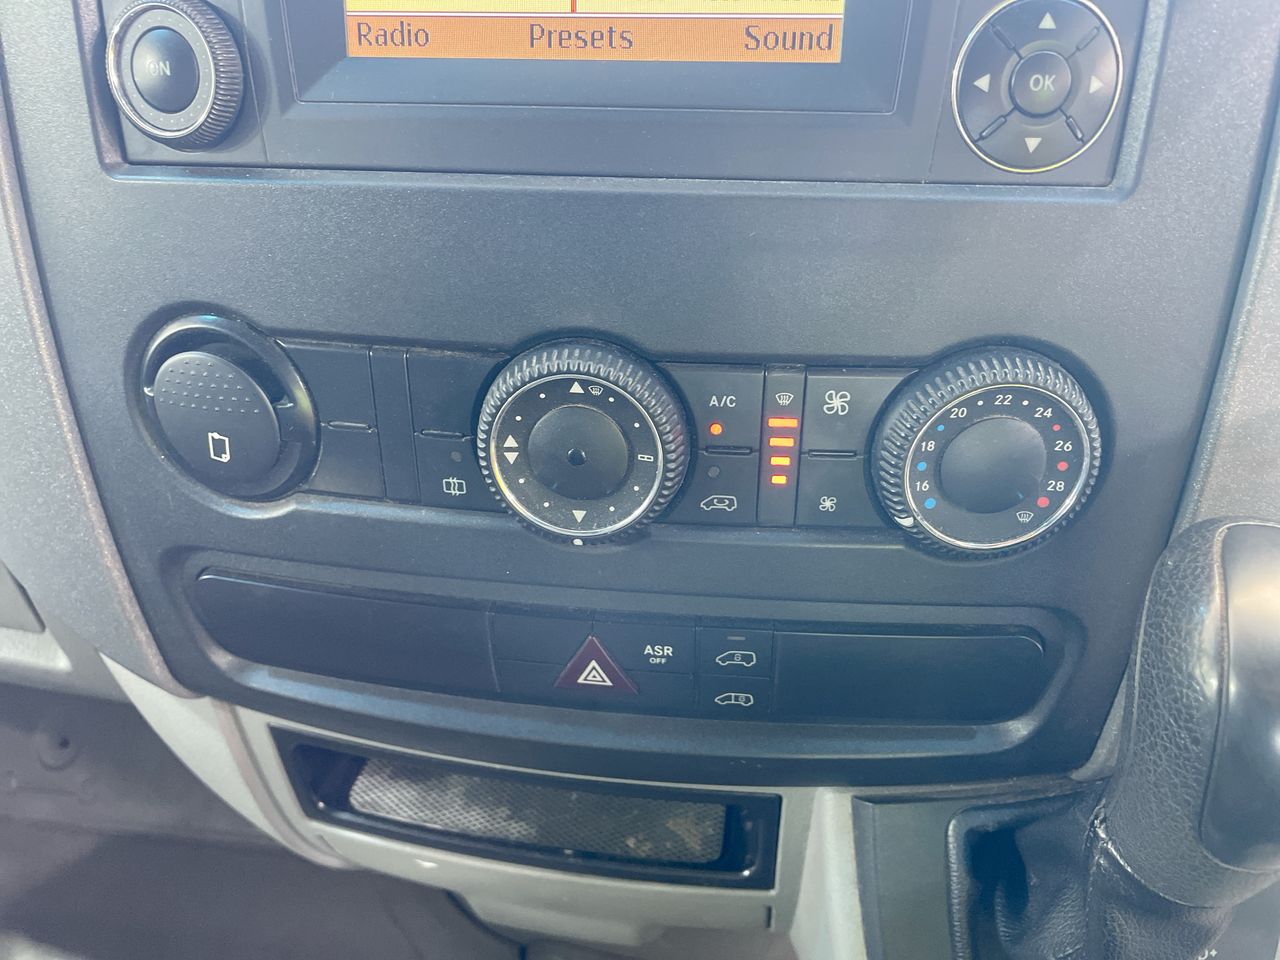 Radio Presets Sound
ON
OK
A/C
16 18 20 22 24 26 28
ASR
OFF